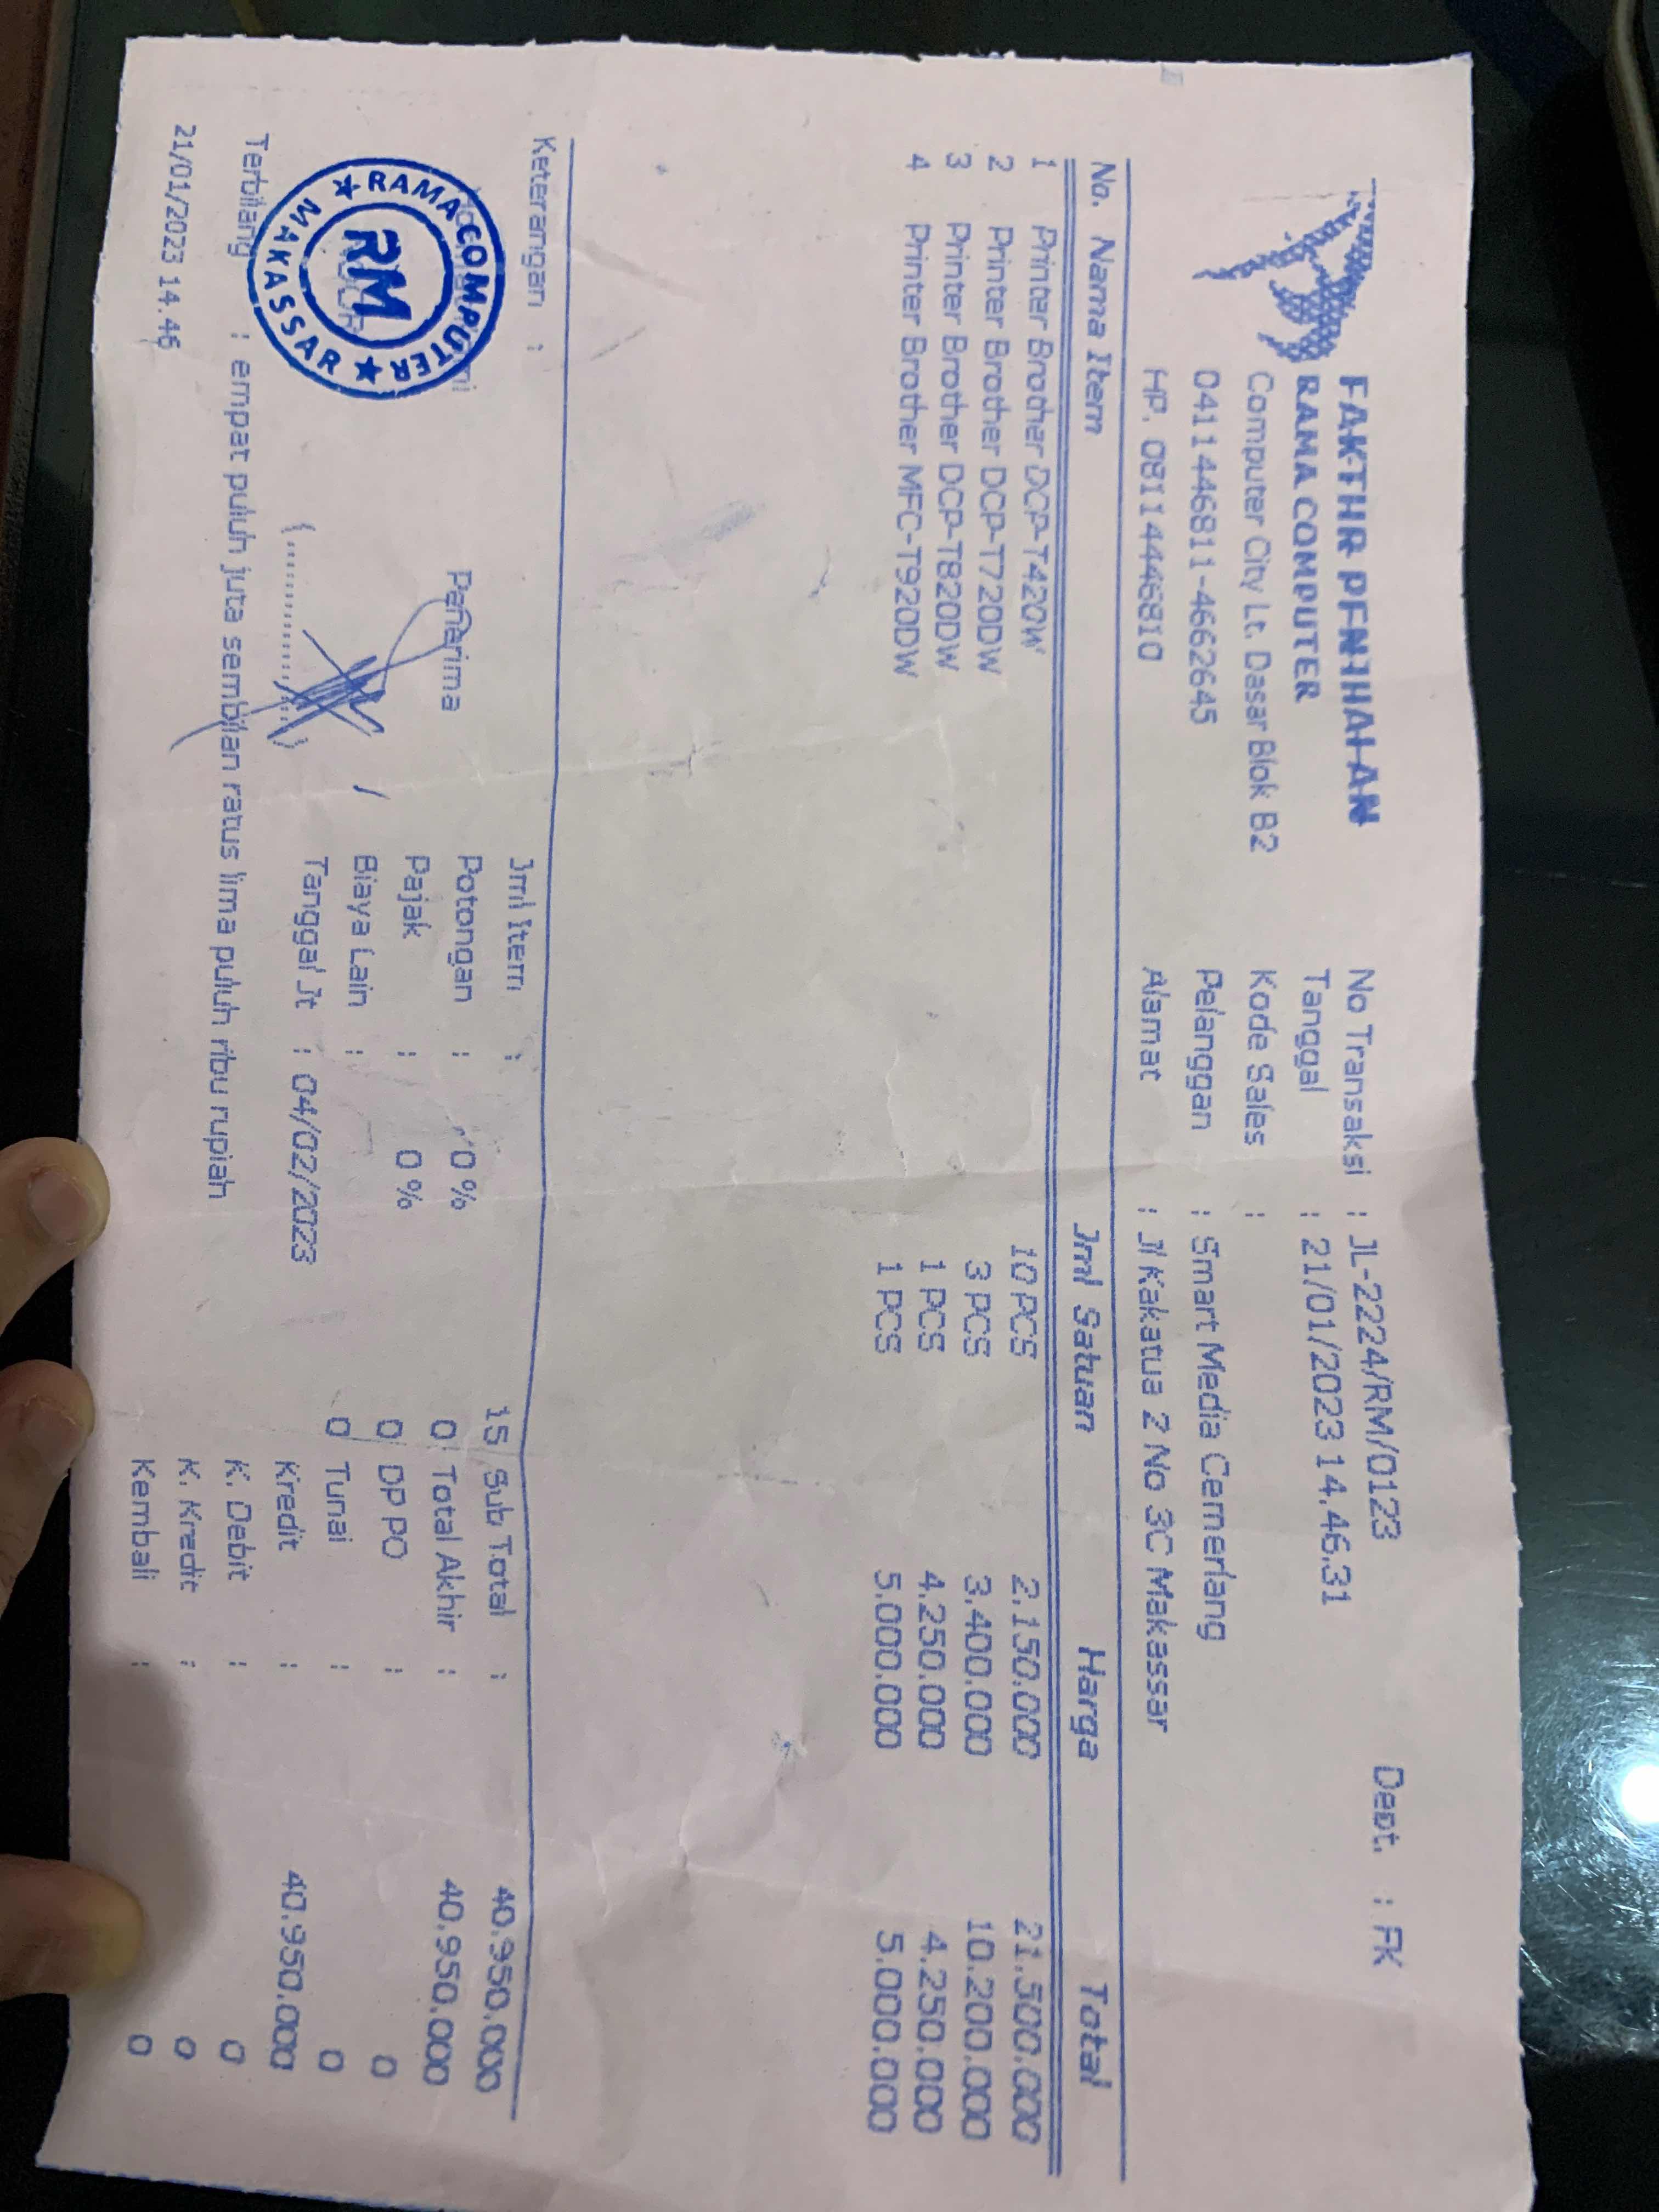 FAKTUR PENJUALAN
RAMA COMPUTER
Computer City Lt. Dasar Blok B2
0411 446811-4662645
HP. 0811 4446810
No Transaksi : JL-2224/RM/0123
Tanggal : 21/01/2023 14.46.31
Kode Sales :
Pelanggan : Smart Media Cemerlang
Alamat : Jl Kakatua 2 No 3C Makassar
Dept. : FK
No. Nama Item Jml Satuan Harga Total
1 Printer Brother DCP-T420W 10 PCS 2.150.000 21.500.000
2 Printer Brother DCP-T720DW 3 PCS 3.400.000 10.200.000
3 Printer Brother DCP-T820DW 1 PCS 4.250.000 4.250.000
4 Printer Brother MFC-T920DW 1 PCS 5.000.000 5.000.000
Keterangan :
Jml Item : 15 Sub Total : 40.950.000
Potongan : 0 % 0 Total Akhir : 40.950.000
Pajak : 0 % 0 DP PO : 0
Biaya Lain : 0 Tunai : 0
Tanggal Jt : 04/02/2023 Kredit : 40.950.000
K. Debit : 0
K. Kredit : 0
Kembali : 0
Penerima
(..................)
RAMA COMPUTER
RM
MAKASSAR
Terbilang : empat puluh juta sembilan ratus lima puluh ribu rupiah
21/01/2023 14.46